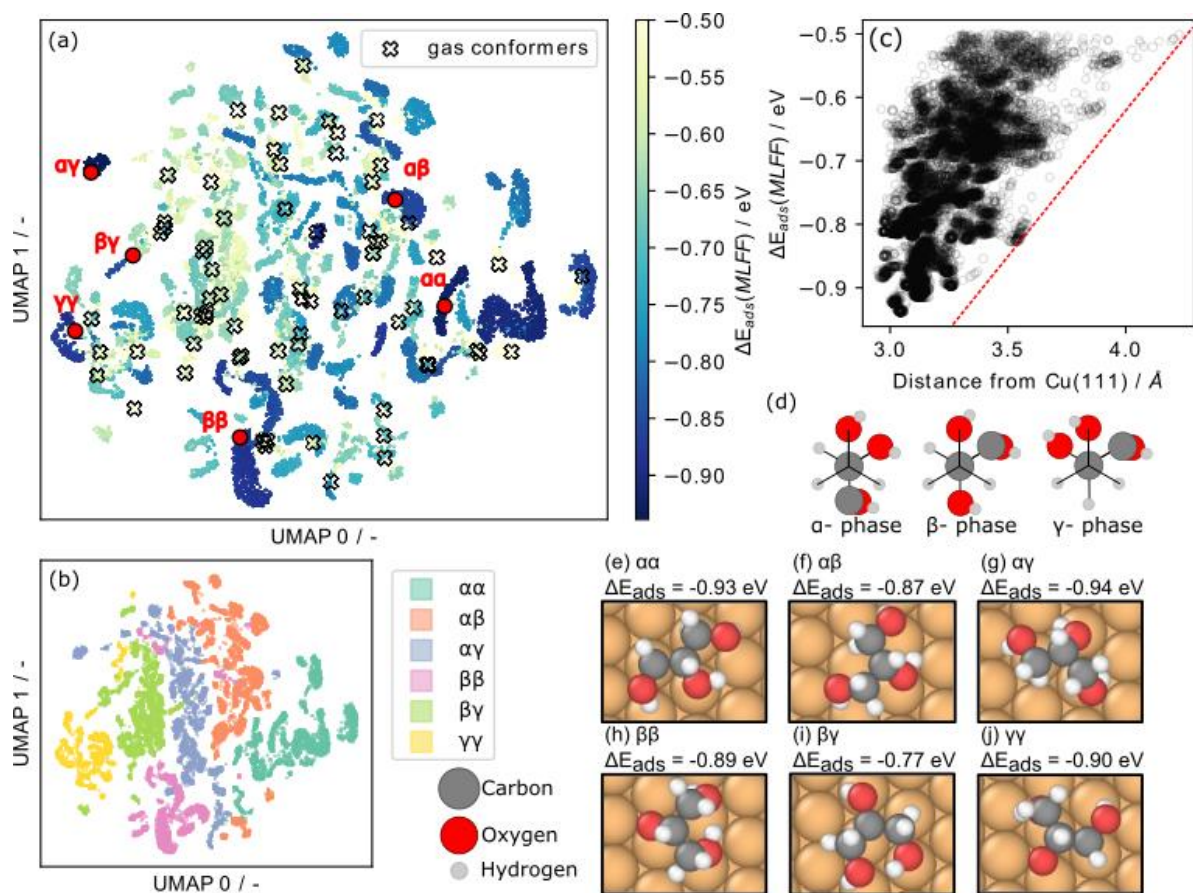 (a)
gas conformers
αγ
αβ
βγ
αα
γγ
ββ
UMAP 1 / -
UMAP 0 / -
−0.50
−0.55
−0.60
−0.65
−0.70
−0.75
−0.80
−0.85
−0.90
ΔEads(MLFF) / eV
(c)
−0.5
−0.6
−0.7
−0.8
−0.9
ΔEads(MLFF) / eV
3.0 3.5 4.0
Distance from Cu(111) / Å
(d)
α- phase β- phase γ- phase
(b)
UMAP 1 / -
UMAP 0 / -
αα
αβ
αγ
ββ
βγ
γγ
Carbon
Oxygen
Hydrogen
(e) αα
ΔEads = -0.93 eV
(f) αβ
ΔEads = -0.87 eV
(g) αγ
ΔEads = -0.94 eV
(h) ββ
ΔEads = -0.89 eV
(i) βγ
ΔEads = -0.77 eV
(j) γγ
ΔEads = -0.90 eV